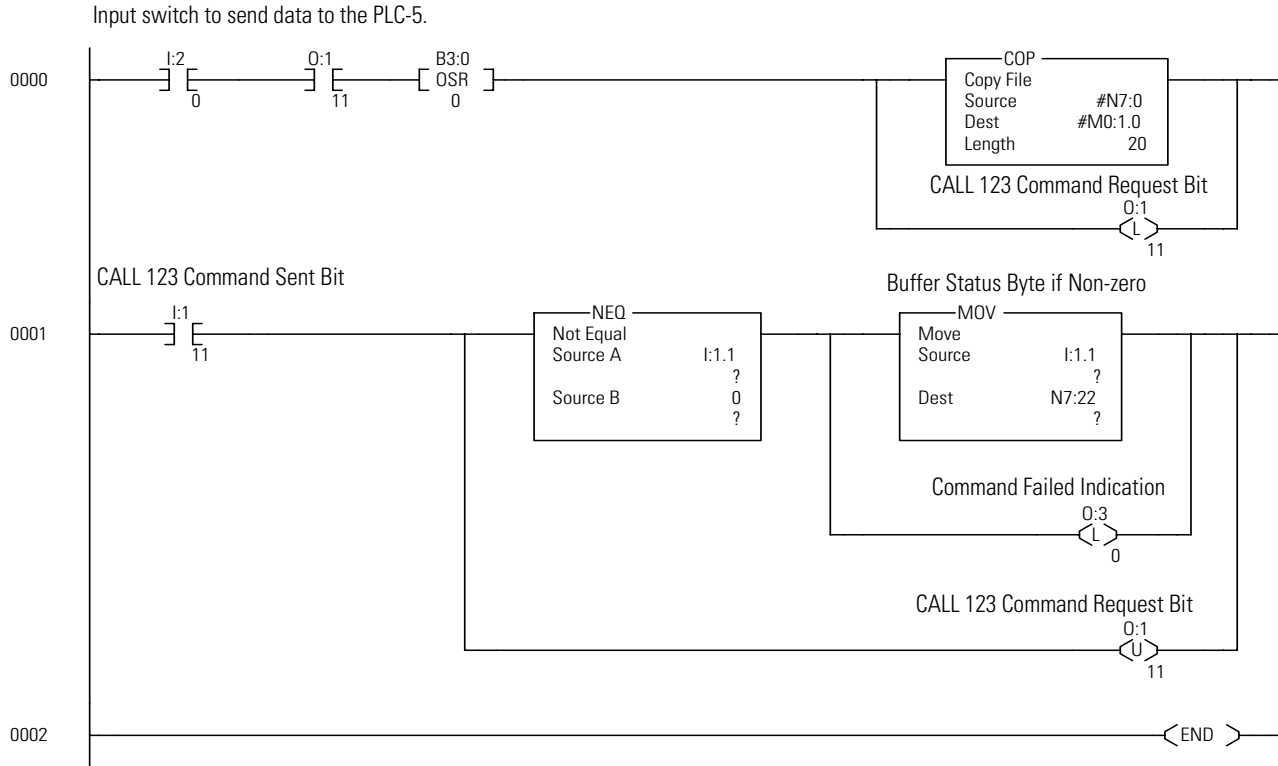 Input switch to send data to the PLC-5.
I:2 O:1 B3:0 COP
0000 OSR Copy File
0 11 0 Source #N7:0
Dest #M0:1.0
Length 20
CALL 123 Command Request Bit
O:1
L
11
CALL 123 Command Sent Bit
Buffer Status Byte if Non-zero
I:1 NEQ MOV
0001 Not Equal Move
11 Source A I:1.1 Source I:1.1
? ?
Source B 0 Dest N7:22
? ?
Command Failed Indication
O:3
L
0
CALL 123 Command Request Bit
O:1
U
11
0002 END